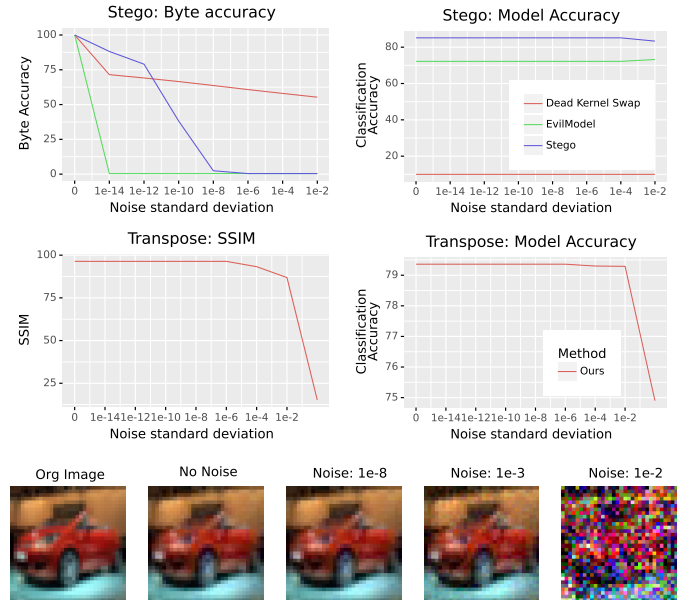 Stego: Byte accuracy
Byte Accuracy
100
75
50
25
0
0 1e-14 1e-12 1e-10 1e-8 1e-6 1e-4 1e-2
Noise standard deviation
Stego: Model Accuracy
Classification
Accuracy
80
60
40
20
Dead Kernel Swap
EvilModel
Stego
0 1e-14 1e-12 1e-10 1e-8 1e-6 1e-4 1e-2
Noise standard deviation
Transpose: SSIM
SSIM
100
75
50
25
0 1e-14 1e-12 1e-10 1e-8 1e-6 1e-4 1e-2
Noise standard deviation
Transpose: Model Accuracy
Classification
Accuracy
79
78
77
76
75
Method
Ours
0 1e-14 1e-12 1e-10 1e-8 1e-6 1e-4 1e-2
Noise standard deviation
Org Image
No Noise
Noise: 1e-8
Noise: 1e-3
Noise: 1e-2